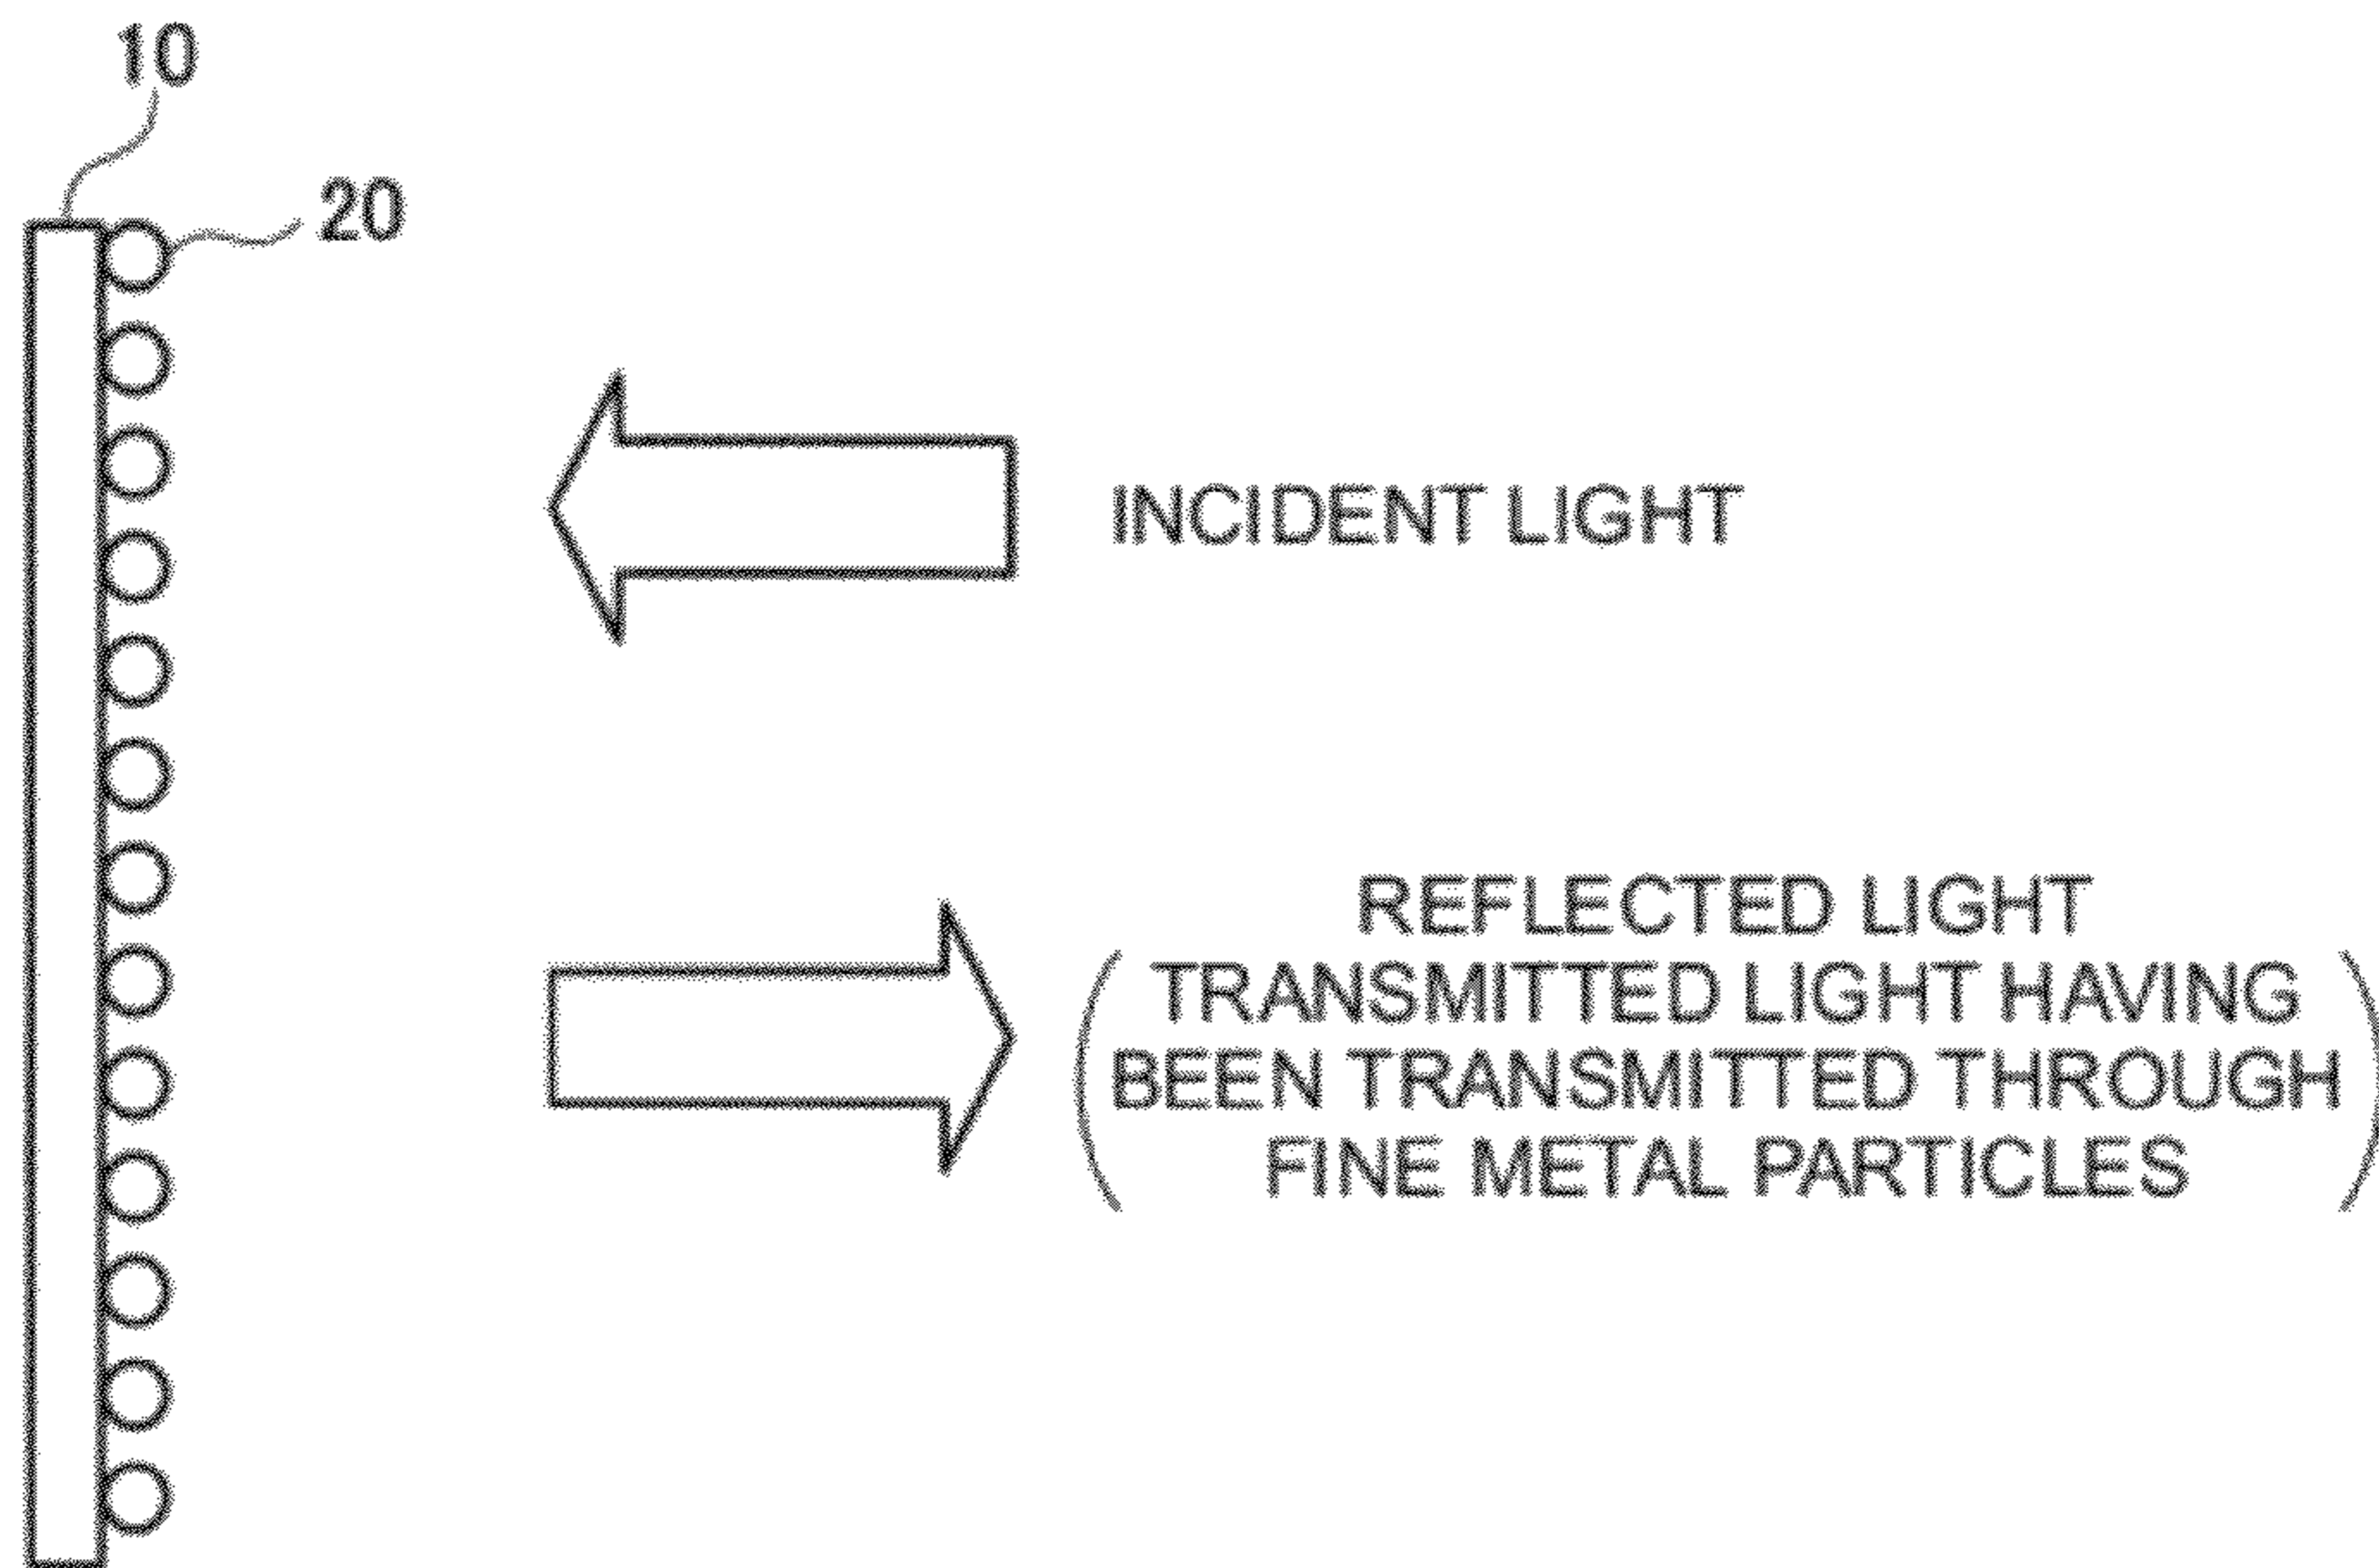 10
20
INCIDENT LIGHT
REFLECTED LIGHT
(TRANSMITTED LIGHT HAVING
BEEN TRANSMITTED THROUGH
FINE METAL PARTICLES)